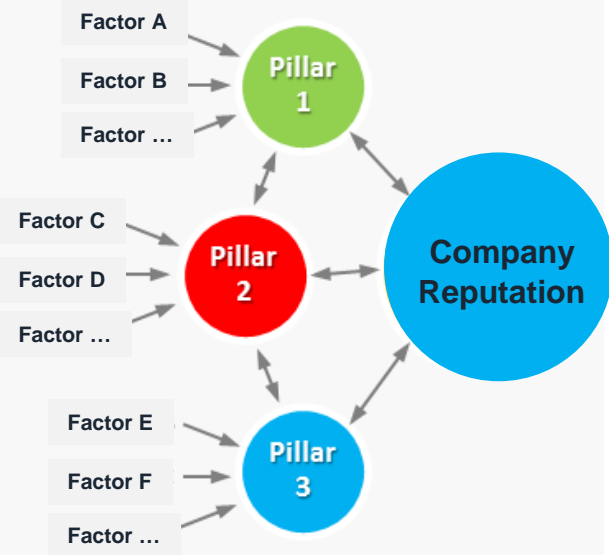 Factor A
Factor B
Factor …
Pillar
1
Factor C
Factor D
Factor …
Pillar
2
Company
Reputation
Factor E
Factor F
Factor …
Pillar
3